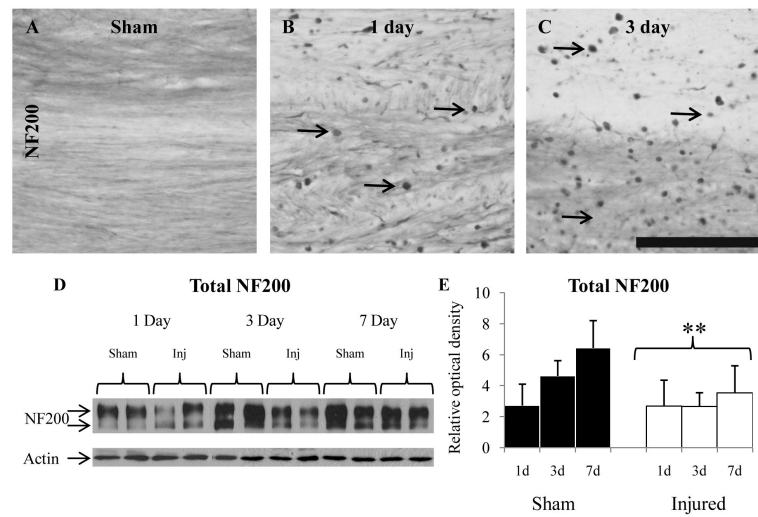 A Sham
B 1 day
C 3 day
NF200
D Total NF200
1 Day 3 Day 7 Day
Sham Inj Sham Inj Sham Inj
NF200
Actin
E Total NF200
Relative optical density
10
8
6
4
2
0
**
1d 3d 7d 1d 3d 7d
Sham Injured